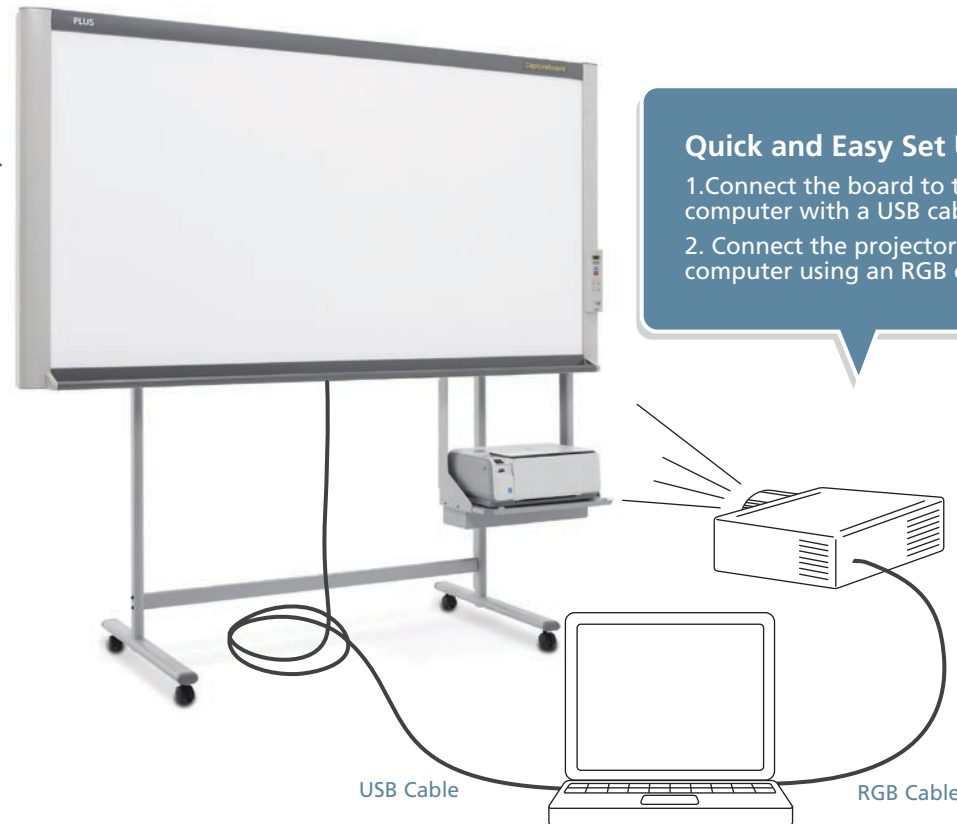 PLUS
Captureboard
Quick and Easy Set
1.Connect the board to
computer with a USB
2. Connect the projector
computer using an RGB
USB Cable
RGB Cable